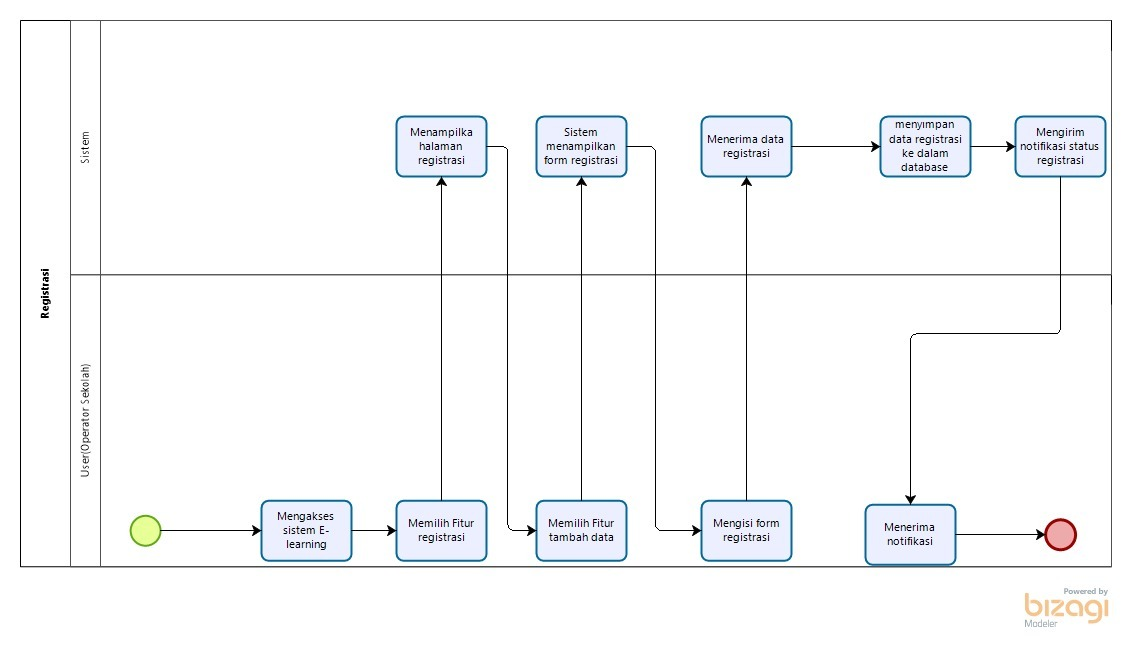 Registrasi
Sistem
User(Operator Sekolah)
Menampilka
halaman
registrasi
Sistem
menampilkan
form registrasi
Menerima data
registrasi
menyimpan
data registrasi
ke dalam
database
Mengirim
notifikasi status
registrasi
Mengakses
sistem E-
learning
Memilih Fitur
registrasi
Memilih Fitur
tambah data
Mengisi form
registrasi
Menerima
notifikasi
Powered by
bizagi
Modeler